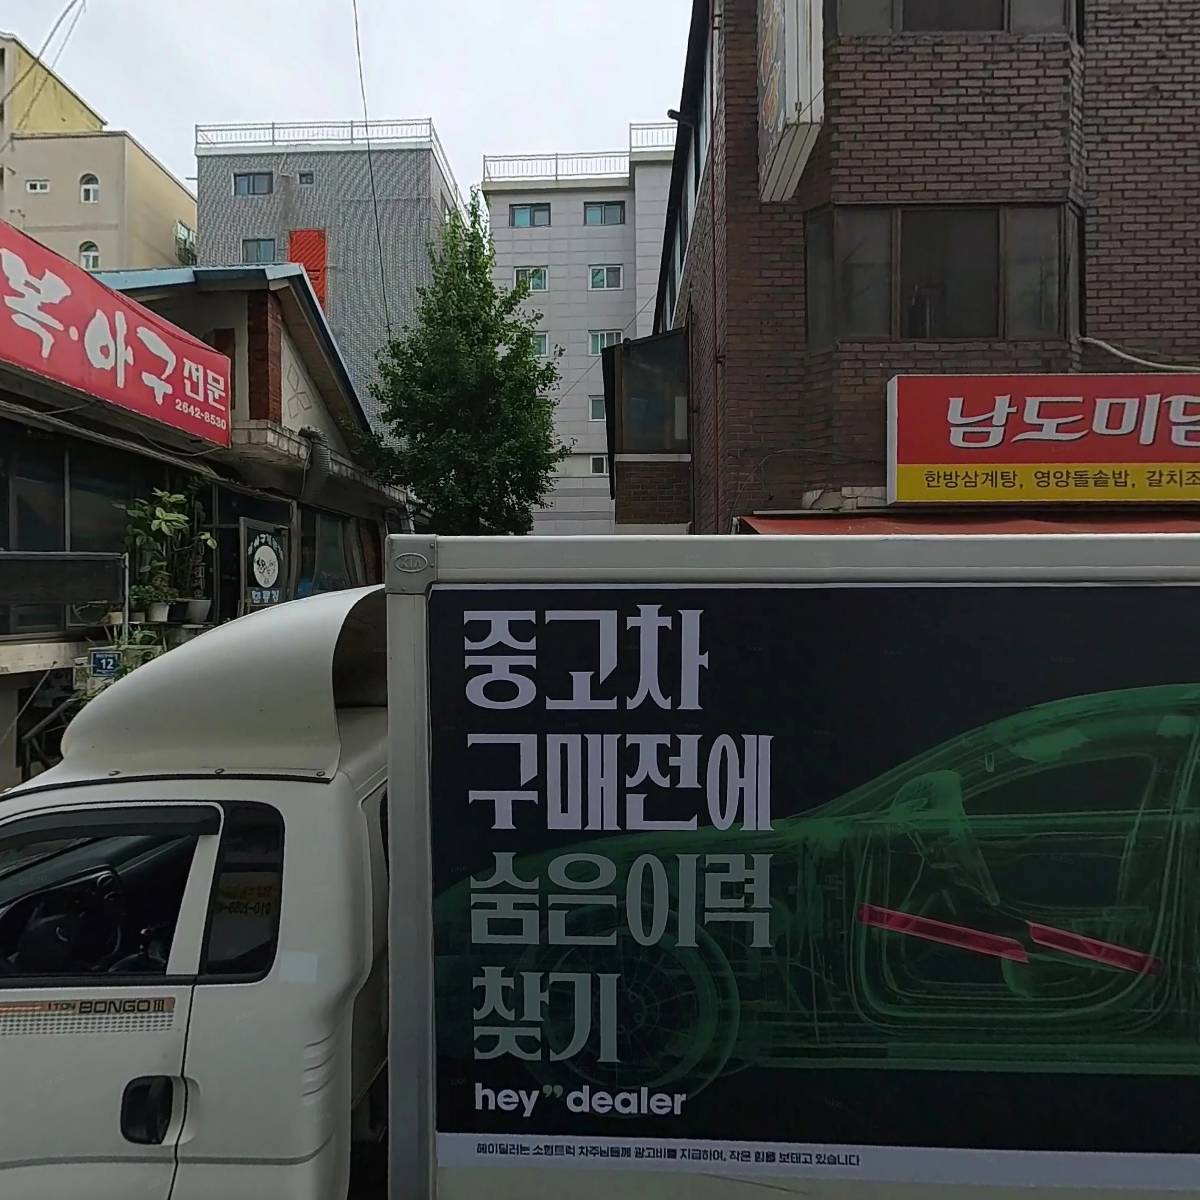 복·아구 전문
2642-8530
남도미
한방삼계탕, 영양돌솥밥, 갈치조
12
KIA
중고차
구매전에
숨은이력
찾기
hey"dealer
헤이딜러는 소형트럭 차주님들께 광고비를 지급하여, 작은 힘을 보태고 있습니다
1TON BONGO III